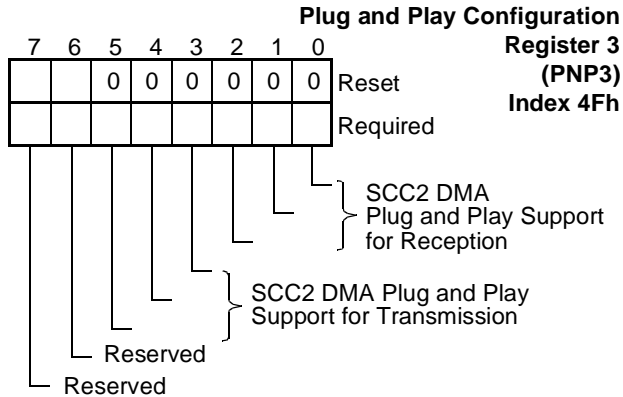 Plug and Play Configuration
Register 3
(PNP3)
Index 4Fh
7 6 5 4 3 2 1 0
0 0 0 0 0 0 Reset
Required
SCC2 DMA
Plug and Play Support
for Reception
SCC2 DMA Plug and Play
Support for Transmission
Reserved
Reserved